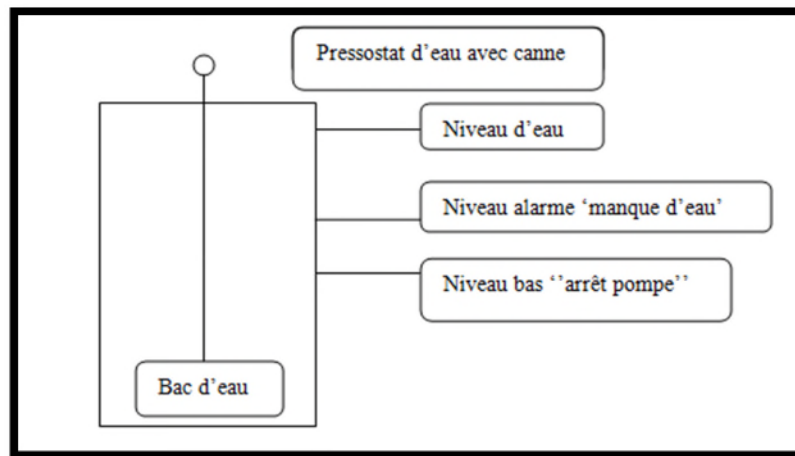 Pressostat d’eau avec canne
Niveau d’eau
Niveau alarme ‘manque d’eau’
Niveau bas ‘’arrêt pompe’’
Bac d’eau